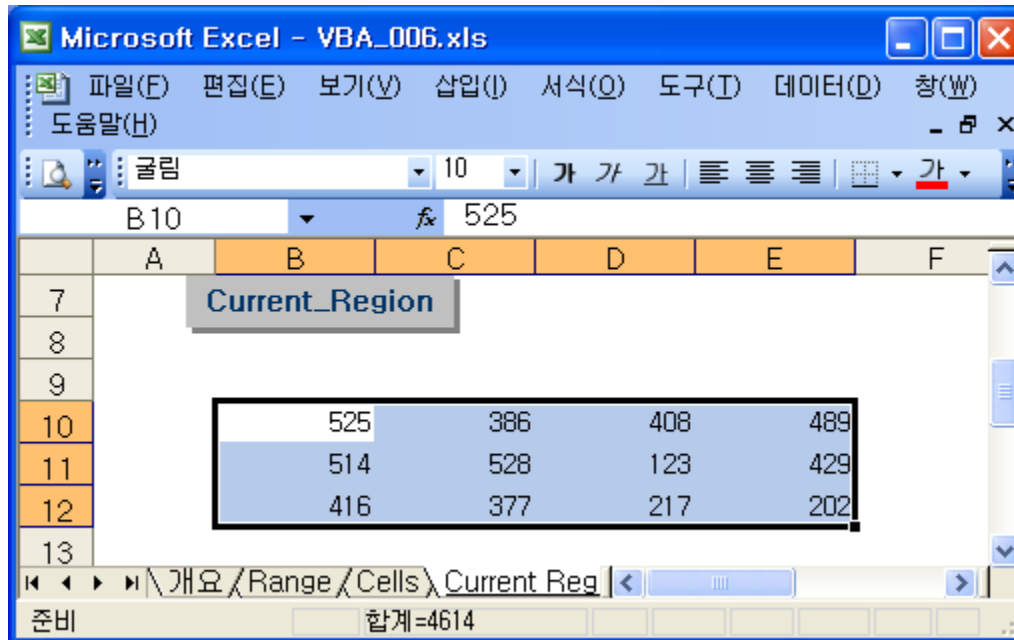 Microsoft Excel - VBA_006.xls
파일(F) 편집(E) 보기(V) 삽입(I) 서식(O) 도구(T) 데이터(D) 창(W)
도움말(H)
굴림 10 가 가 가 가
B10 fx 525
A B C D E F
7 Current_Region
8
9
10 525 386 408 489
11 514 528 123 429
12 416 377 217 202
13
개요 Range Cells Current Reg
준비 합계=4614